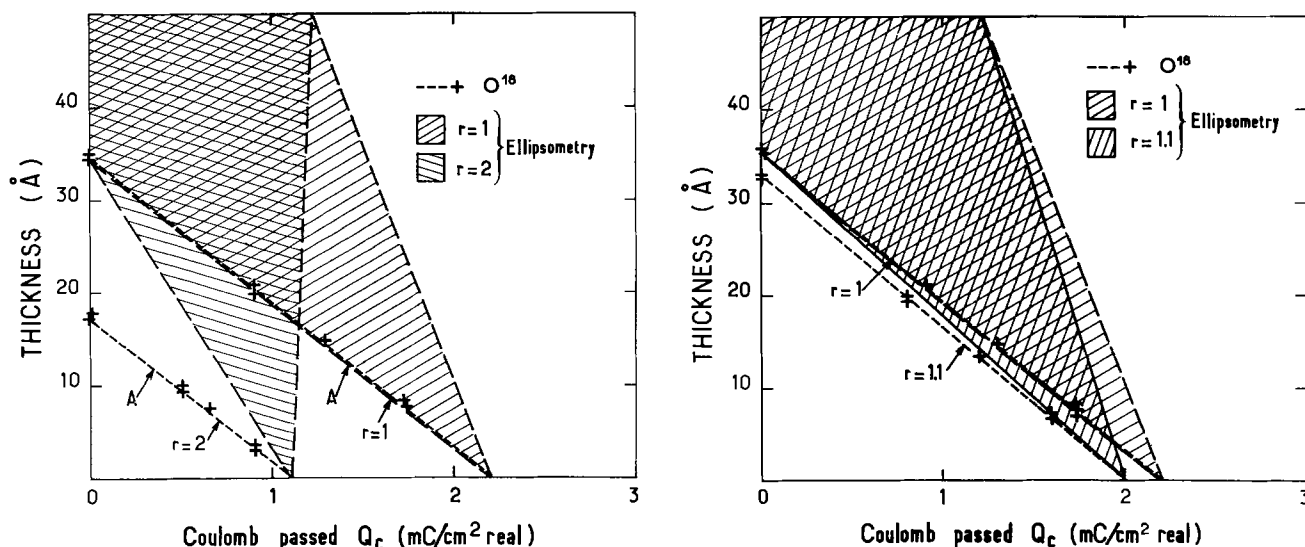 O¹⁸
r=1
r=2
Ellipsometry
40
30
20
10
THICKNESS (Å)
A
r=2
A
r=1
0
1
2
3
Coulomb passed Qc (mC/cm² real)
O¹⁸
r=1
r=1.1
Ellipsometry
40
30
20
10
THICKNESS (Å)
r=1
r=1.1
0
1
2
3
Coulomb passed Qc (mC/cm² real)